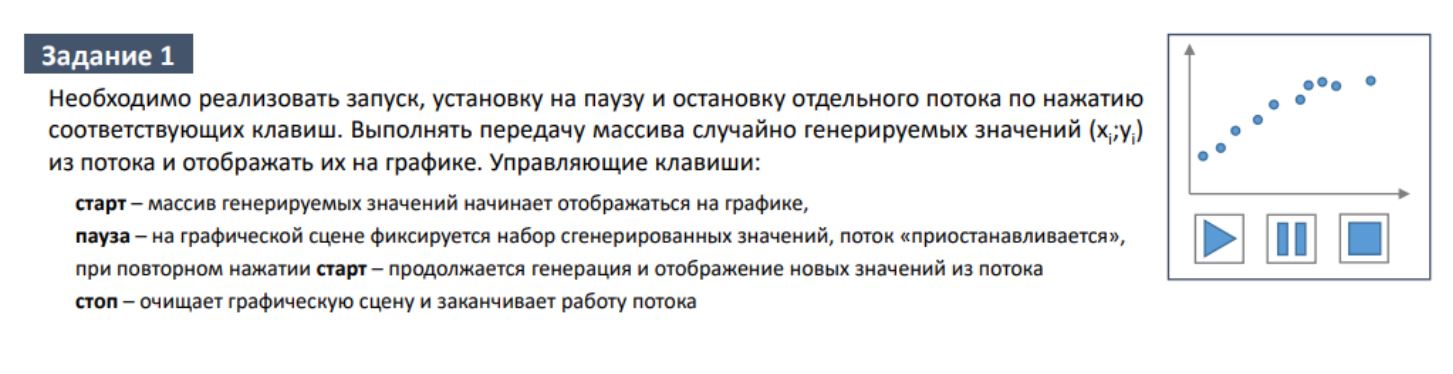 Задание 1
Необходимо реализовать запуск, установку на паузу и остановку отдельного потока по нажатию
соответствующих клавиш. Выполнять передачу массива случайно генерируемых значений (xᵢ;yᵢ)
из потока и отображать их на графике. Управляющие клавиши:
старт – массив генерируемых значений начинает отображаться на графике,
пауза – на графической сцене фиксируется набор сгенерированных значений, поток «приостанавливается»,
при повторном нажатии старт – продолжается генерация и отображение новых значений из потока
стоп – очищает графическую сцену и заканчивает работу потока